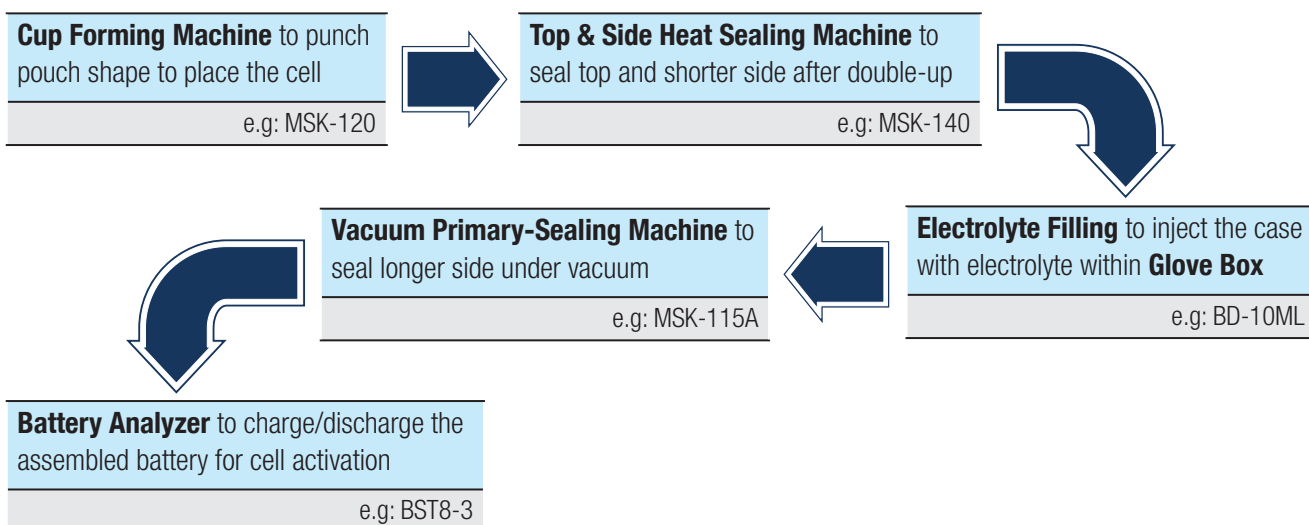 Cup Forming Machine to punch
pouch shape to place the cell
e.g: MSK-120
Top & Side Heat Sealing Machine to
seal top and shorter side after double-up
e.g: MSK-140
Electrolyte Filling to inject the case
with electrolyte within Glove Box
e.g: BD-10ML
Vacuum Primary-Sealing Machine to
seal longer side under vacuum
e.g: MSK-115A
Battery Analyzer to charge/discharge the
assembled battery for cell activation
e.g: BST8-3